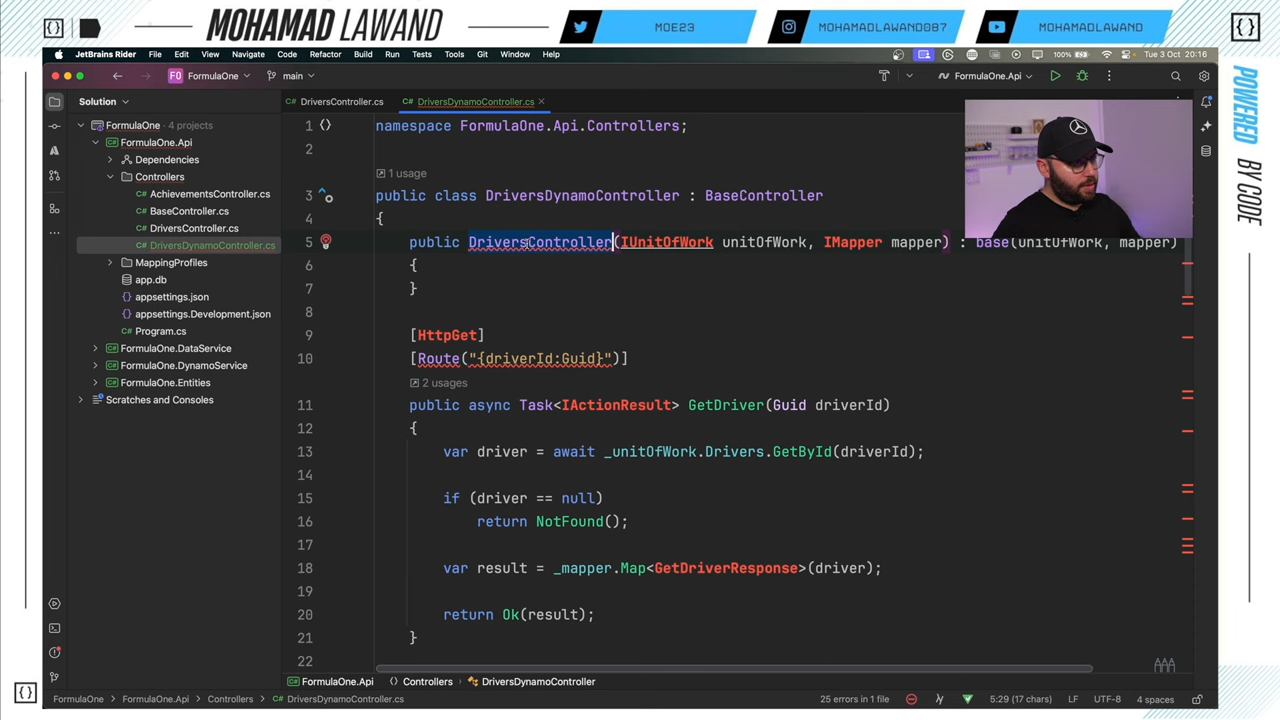 MOHAMAD LAWAND
MOE23
MOHAMADLAWAND087
MOHAMADLAWAND
JetBrains Rider File Edit View Navigate Code Refactor Build Run Tests Tools Git Window Help
100% Tue 3 Oct 20:16
F0 FormulaOne main
FormulaOne.Api
Solution
DriversController.cs
DriversDynamoController.cs
FormulaOne · 4 projects
FormulaOne.Api
Dependencies
Controllers
C# AchievementsController.cs
C# BaseController.cs
C# DriversController.cs
C# DriversDynamoController.cs
MappingProfiles
app.db
appsettings.json
appsettings.Development.json
C# Program.cs
FormulaOne.DataService
FormulaOne.DynamoService
FormulaOne.Entities
Scratches and Consoles
1 namespace FormulaOne.Api.Controllers;
2
1 usage
3 public class DriversDynamoController : BaseController
4 {
5 public DriversController(IUnitOfWork unitOfWork, IMapper mapper) : base(unitOfWork, mapper)
6 {
7 }
8
9 [HttpGet]
10 [Route("{driverId:Guid}")]
2 usages
11 public async Task<IActionResult> GetDriver(Guid driverId)
12 {
13 var driver = await _unitOfWork.Drivers.GetById(driverId);
14
15 if (driver == null)
16 return NotFound();
17
18 var result = _mapper.Map<GetDriverResponse>(driver);
19
20 return Ok(result);
21 }
22
FormulaOne.Api Controllers DriversDynamoController
FormulaOne FormulaOne.Api Controllers C# DriversDynamoController.cs
25 errors in 1 file 5:29 (17 chars) LF UTF-8 4 spaces
POWERED BY CODE